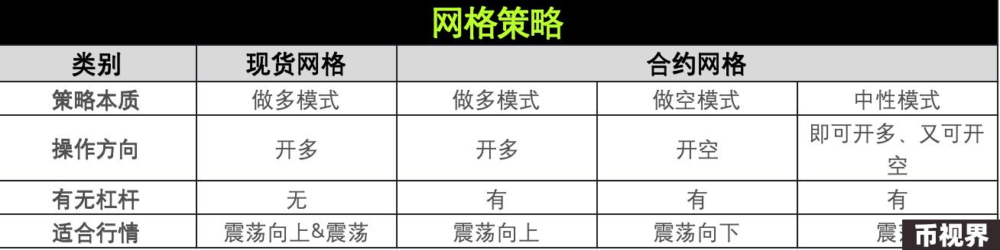 网格策略
类别 现货网格 合约网格
策略本质 做多模式 做多模式 做空模式 中性模式
操作方向 开多 开多 开空 即可开多、又可开
空
有无杠杆 无 有 有 有
适合行情 震荡向上&震荡 震荡向上 震荡向下 震
币视界